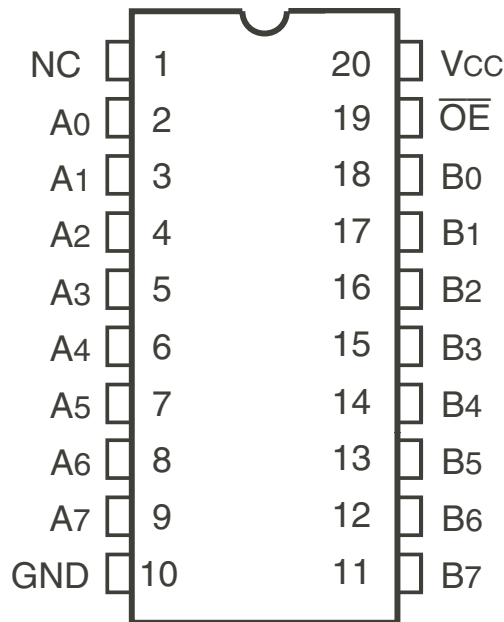 NC 1 20 VCC
A0 2 19 OE
A1 3 18 B0
A2 4 17 B1
A3 5 16 B2
A4 6 15 B3
A5 7 14 B4
A6 8 13 B5
A7 9 12 B6
GND 10 11 B7